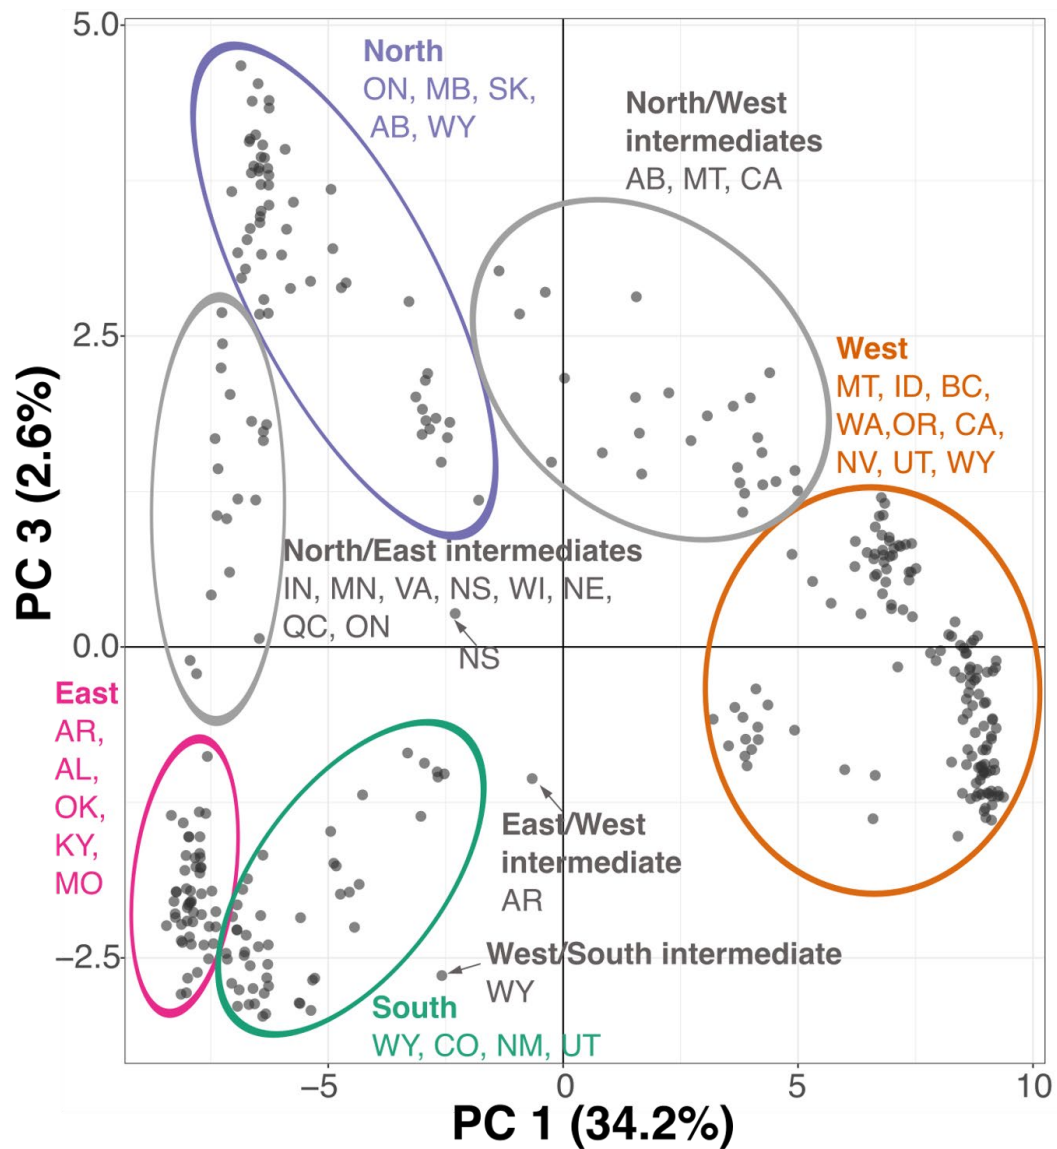 5.0
North
ON, MB, SK,
AB, WY
North/West
intermediates
AB, MT, CA
2.5
West
MT, ID, BC,
WA,OR, CA,
NV, UT, WY
PC 3 (2.6%)
North/East intermediates
IN, MN, VA, NS, WI, NE,
QC, ON
NS
0.0
East
AR,
AL,
OK,
KY,
MO
East/West
intermediate
AR
−2.5
West/South intermediate
WY
South
WY, CO, NM, UT
−5
0
5
10
PC 1 (34.2%)